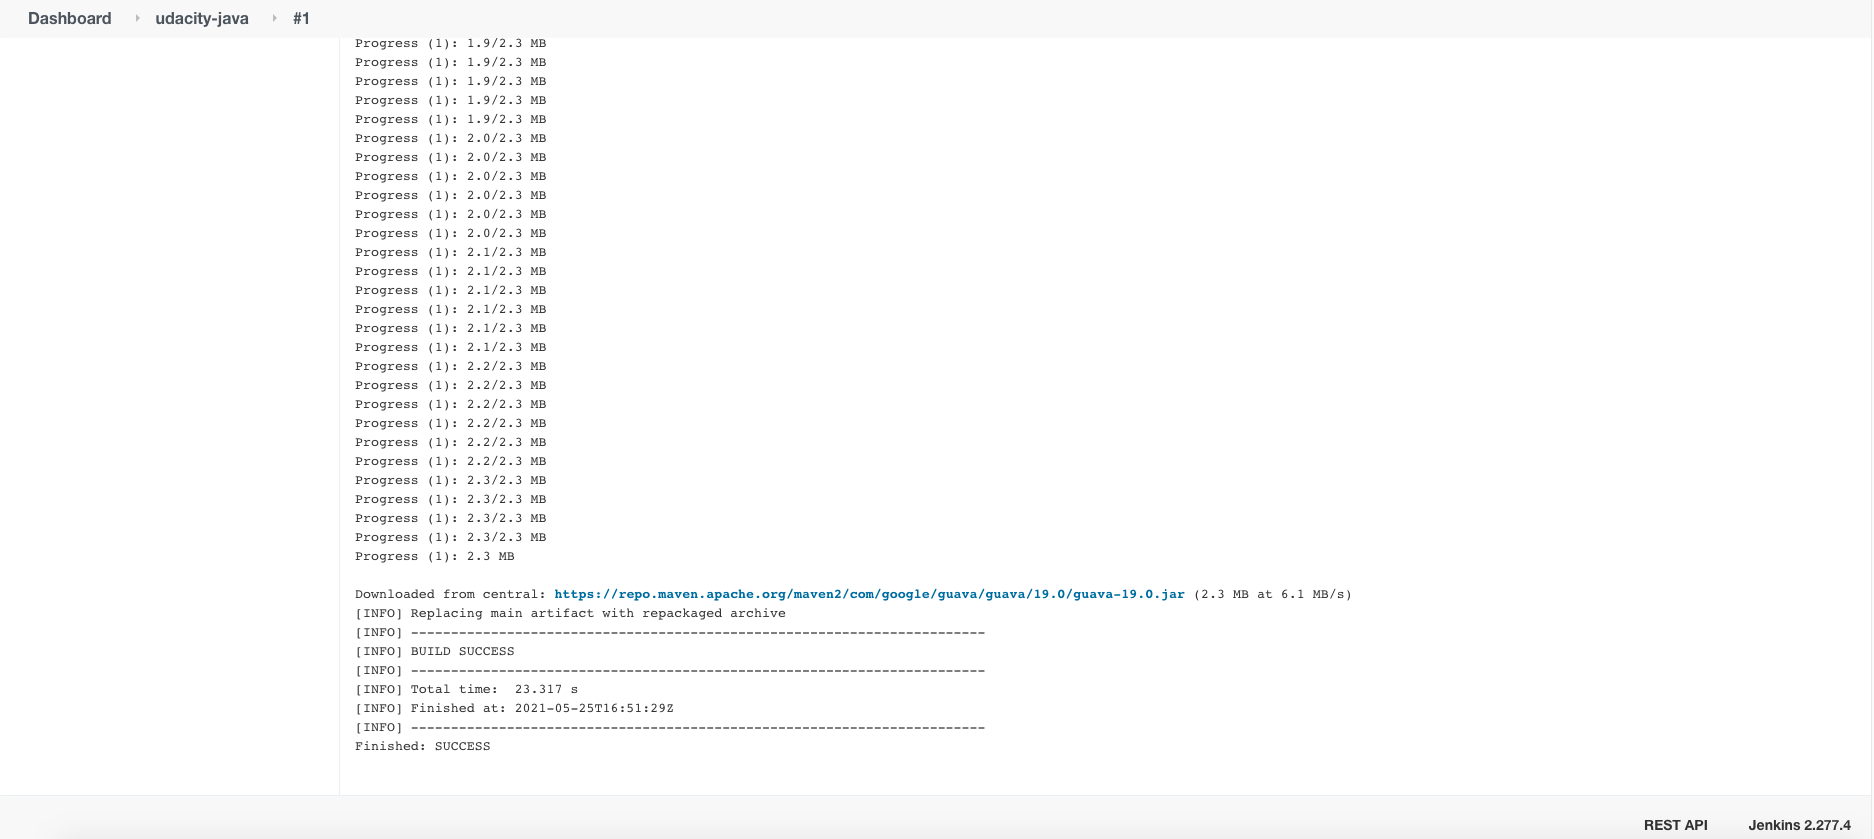 Dashboard udacity-java #1
Progress (1): 1.9/2.3 MB
Progress (1): 1.9/2.3 MB
Progress (1): 1.9/2.3 MB
Progress (1): 1.9/2.3 MB
Progress (1): 1.9/2.3 MB
Progress (1): 2.0/2.3 MB
Progress (1): 2.0/2.3 MB
Progress (1): 2.0/2.3 MB
Progress (1): 2.0/2.3 MB
Progress (1): 2.0/2.3 MB
Progress (1): 2.0/2.3 MB
Progress (1): 2.1/2.3 MB
Progress (1): 2.1/2.3 MB
Progress (1): 2.1/2.3 MB
Progress (1): 2.1/2.3 MB
Progress (1): 2.1/2.3 MB
Progress (1): 2.1/2.3 MB
Progress (1): 2.2/2.3 MB
Progress (1): 2.2/2.3 MB
Progress (1): 2.2/2.3 MB
Progress (1): 2.2/2.3 MB
Progress (1): 2.2/2.3 MB
Progress (1): 2.2/2.3 MB
Progress (1): 2.3/2.3 MB
Progress (1): 2.3/2.3 MB
Progress (1): 2.3/2.3 MB
Progress (1): 2.3/2.3 MB
Progress (1): 2.3 MB
Downloaded from central: https://repo.maven.apache.org/maven2/com/google/guava/guava/19.0/guava-19.0.jar (2.3 MB at 6.1 MB/s)
[INFO] Replacing main artifact with repackaged archive
[INFO] ------------------------------------------------------------------------
[INFO] BUILD SUCCESS
[INFO] ------------------------------------------------------------------------
[INFO] Total time:  23.317 s
[INFO] Finished at: 2021-05-25T16:51:29Z
[INFO] ------------------------------------------------------------------------
Finished: SUCCESS
REST API Jenkins 2.277.4